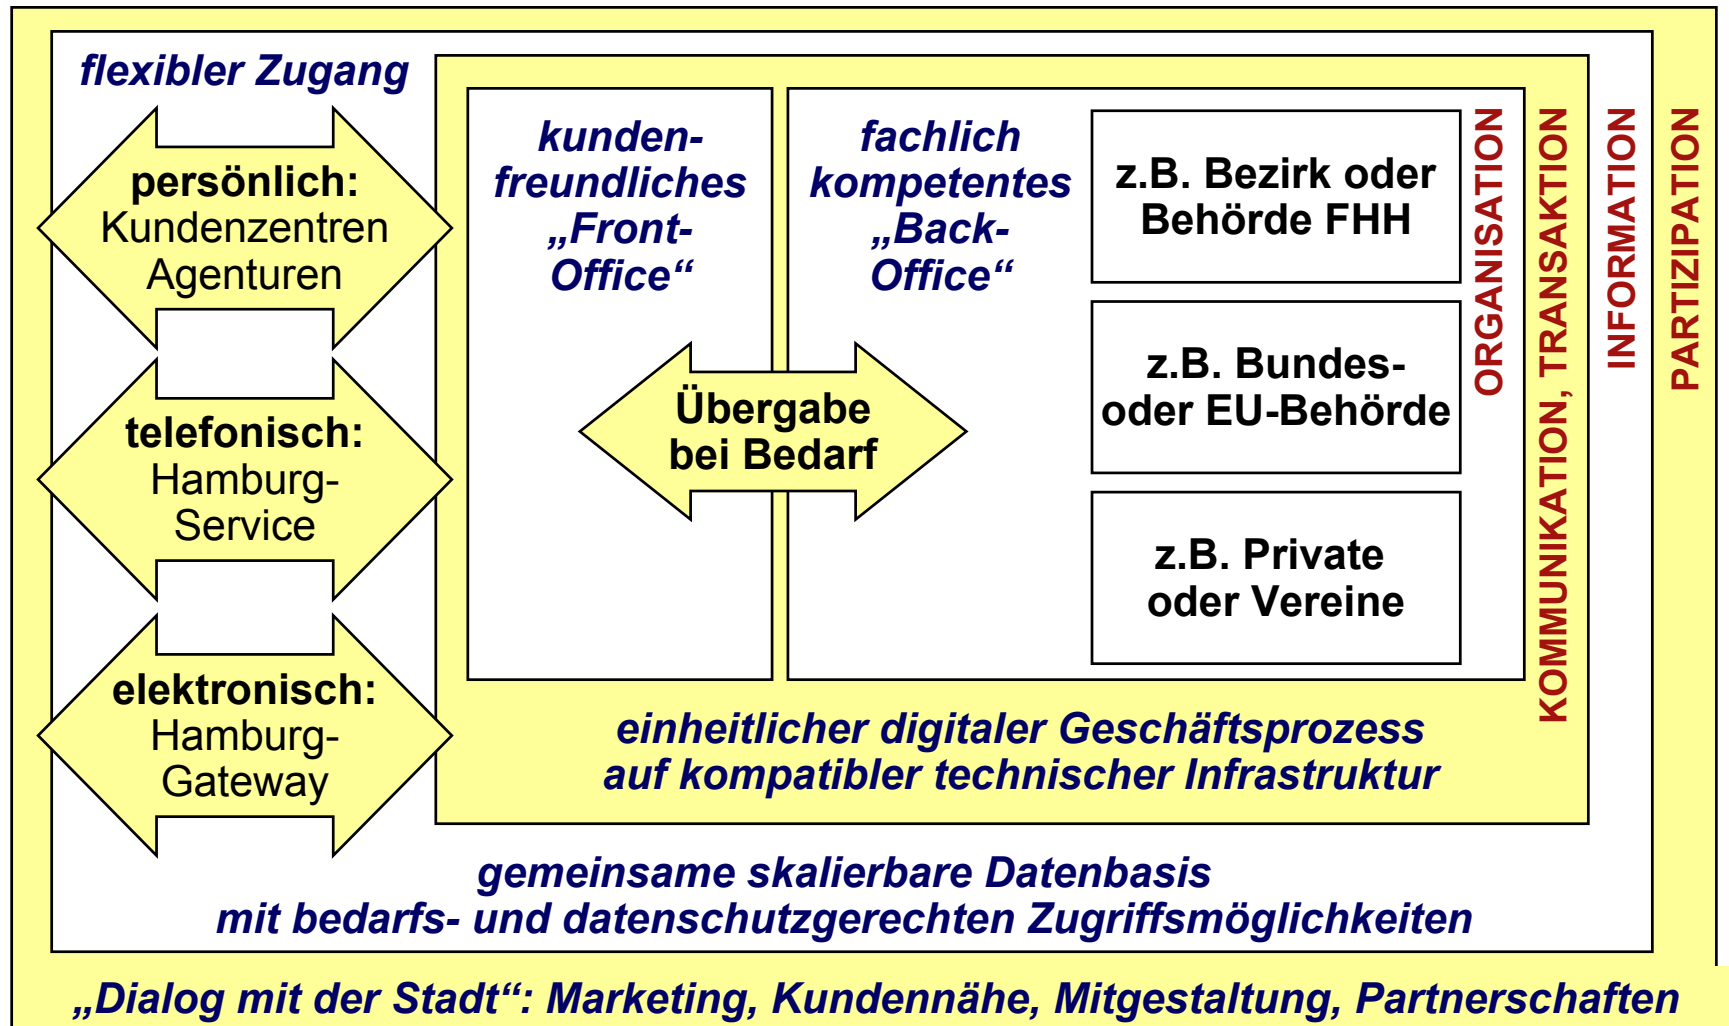 flexibler Zugang
persönlich:
Kundenzentren
Agenturen
telefonisch:
Hamburg-
Service
elektronisch:
Hamburg-
Gateway
kunden-
freundliches
„Front-
Office“
fachlich
kompetentes
„Back-
Office“
Übergabe
bei Bedarf
z.B. Bezirk oder
Behörde FHH
z.B. Bundes-
oder EU-Behörde
z.B. Private
oder Vereine
ORGANISATION
KOMMUNIKATION, TRANSAKTION
INFORMATION
PARTIZIPATION
einheitlicher digitaler Geschäftsprozess
auf kompatibler technischer Infrastruktur
gemeinsame skalierbare Datenbasis
mit bedarfs- und datenschutzgerechten Zugriffsmöglichkeiten
„Dialog mit der Stadt“: Marketing, Kundennähe, Mitgestaltung, Partnerschaften